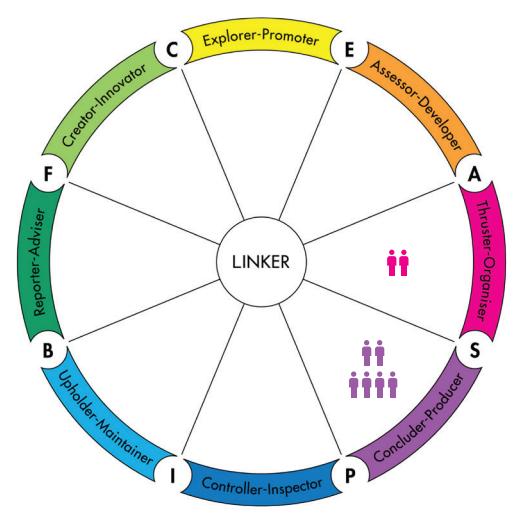 Explorer-Promoter
E
Assessor-Developer
A
Thruster-Organiser
S
Concluder-Producer
P
Controller-Inspector
I
Upholder-Maintainer
B
Reporter-Adviser
F
Creator-Innovator
C
LINKER